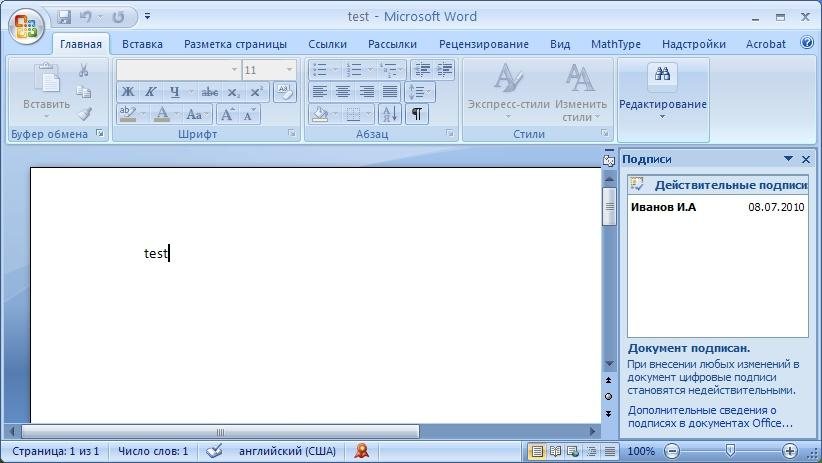 test - Microsoft Word
Главная Вставка Разметка страницы Ссылки Рассылки Рецензирование Вид MathType Надстройки Acrobat
11
Вставить
Ж К Ч abc x₂ x² Aa
ab A Aa A A
Экспресс-стили
Изменить стили
Редактирование
Буфер обмена Шрифт Абзац Стили
Подписи
Действительные подписи
Иванов И.А 08.07.2010
test
Документ подписан.
При внесении любых изменений в
документ цифровые подписи
становятся недействительными.
Дополнительные сведения о
подписях в документах Office...
Страница: 1 из 1 Число слов: 1 английский (США) 100%